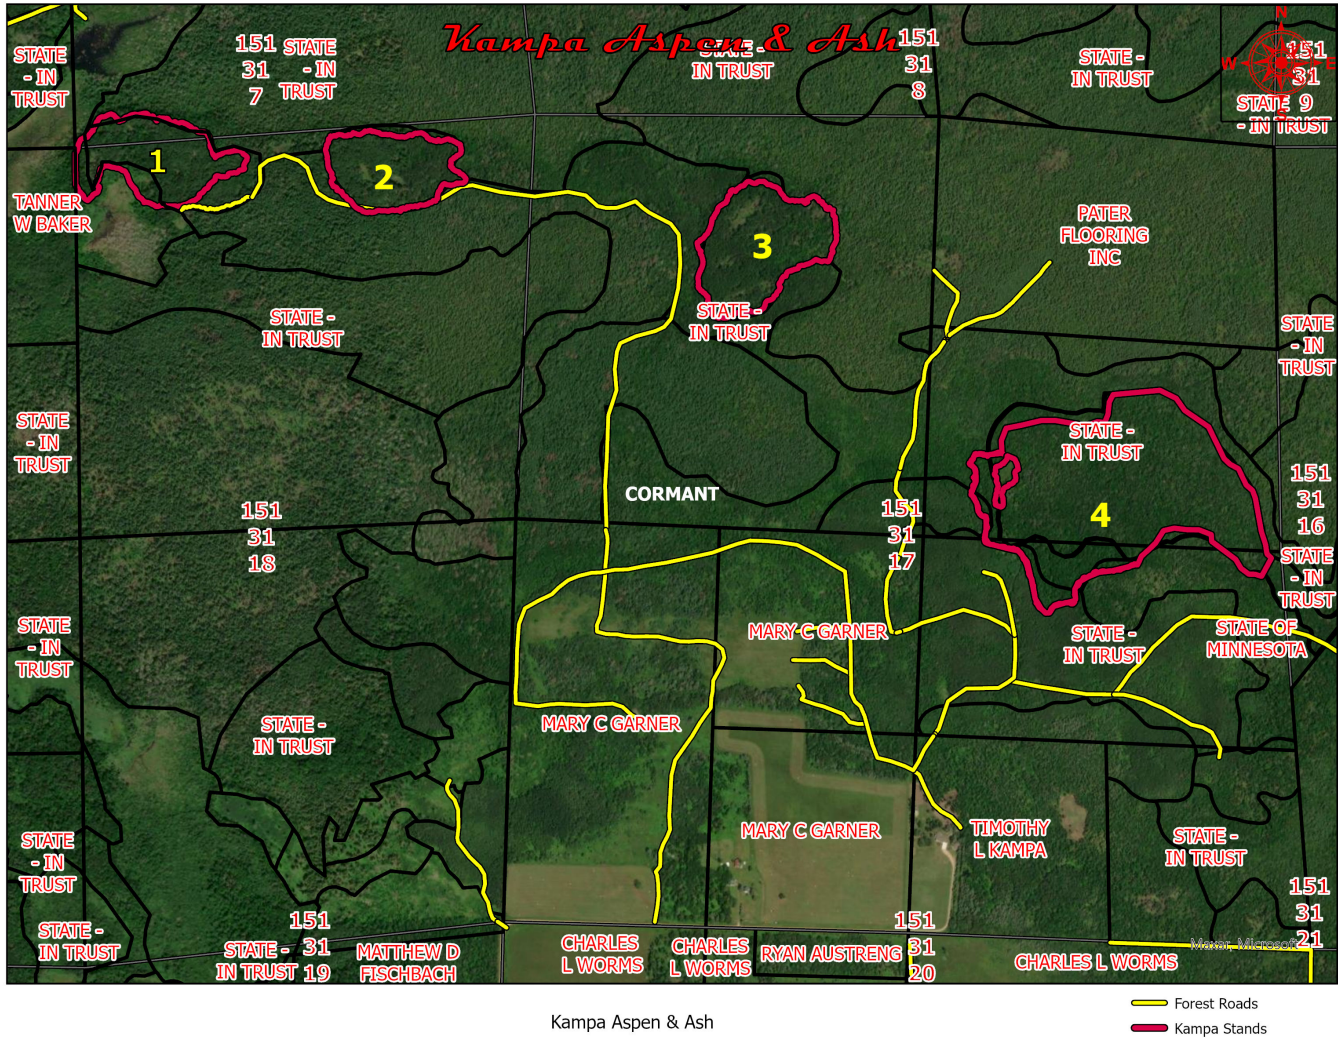 Kampa Aspen & Ash
STATE
- IN
TRUST
151
31
7
STATE
- IN
TRUST
STATE -
IN TRUST
151
31
8
STATE -
IN TRUST
N
W
E
S
151
31
9
STATE
- IN TRUST
1
2
3
TANNER
W BAKER
PATER
FLOORING
INC
STATE -
IN TRUST
STATE -
IN TRUST
STATE
- IN
TRUST
STATE
- IN
TRUST
STATE -
IN TRUST
CORMANT
4
151
31
16
151
31
18
151
31
17
STATE
- IN
TRUST
STATE
- IN
TRUST
MARY C GARNER
STATE -
IN TRUST
STATE OF
MINNESOTA
STATE -
IN TRUST
MARY C GARNER
MARY C GARNER
TIMOTHY
L KAMPA
STATE -
IN TRUST
STATE
- IN
TRUST
STATE -
IN TRUST
STATE -
IN TRUST
151
31
19
MATTHEW D
FISCHBACH
CHARLES
L WORMS
CHARLES
L WORMS
RYAN AUSTRENG
151
31
20
CHARLES L WORMS
151
31
21
Maxar, Microsoft
Kampa Aspen & Ash
Forest Roads
Kampa Stands